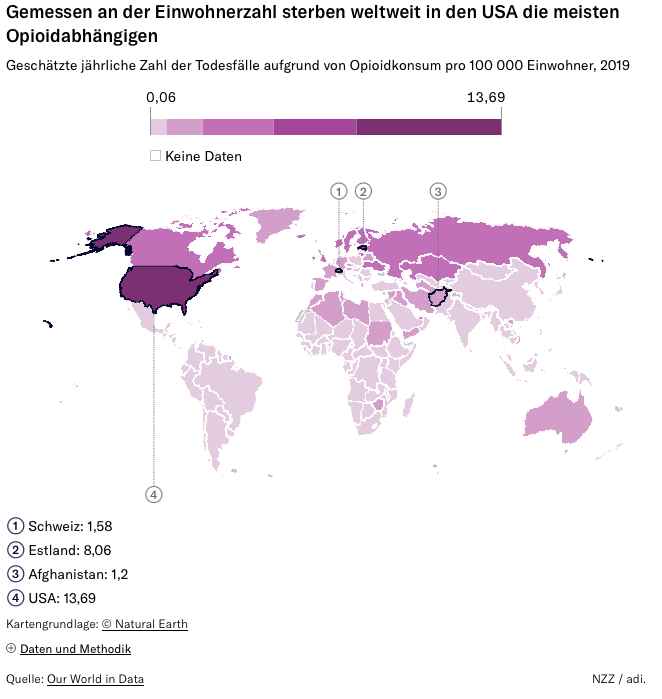 Gemessen an der Einwohnerzahl sterben weltweit in den USA die meisten
Opioidabhängigen
Geschätzte jährliche Zahl der Todesfälle aufgrund von Opioidkonsum pro 100 000 Einwohner, 2019
0,06 13,69
Keine Daten
1 2 3
4
1 Schweiz: 1,58
2 Estland: 8,06
3 Afghanistan: 1,2
4 USA: 13,69
Kartengrundlage: © Natural Earth
Daten und Methodik
Quelle: Our World in Data NZZ / adi.